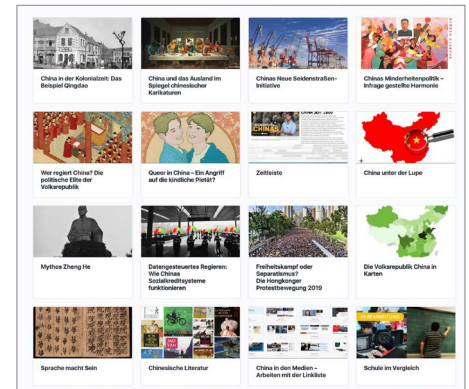 China in der Kolonialzeit: Das
Beispiel Qingdao
China und das Ausland im
Spiegel chinesischer
Karikaturen
Chinas Neue Seidenstraßen-
Initiative
Chinas Minderheitenpolitik –
Infrage gestellte Harmonie
Wer regiert China? Die
politische Elite der
Volksrepublik
Queer in China – Ein Angriff
auf die kindliche Pietät?
Zeitleiste
China unter der Lupe
Mythos Zheng He
Datengesteuertes Regieren:
Wie Chinas
Sozialkreditsysteme
funktionieren
Freiheitskampf oder
Separatismus?
Die Hongkonger
Protestbewegung 2019
Die Volksrepublik China in
Karten
IN BEARBEITUNG
Sprache macht Sein
Chinesische Literatur
China in den Medien –
Arbeiten mit der Linkliste
Schule im Vergleich